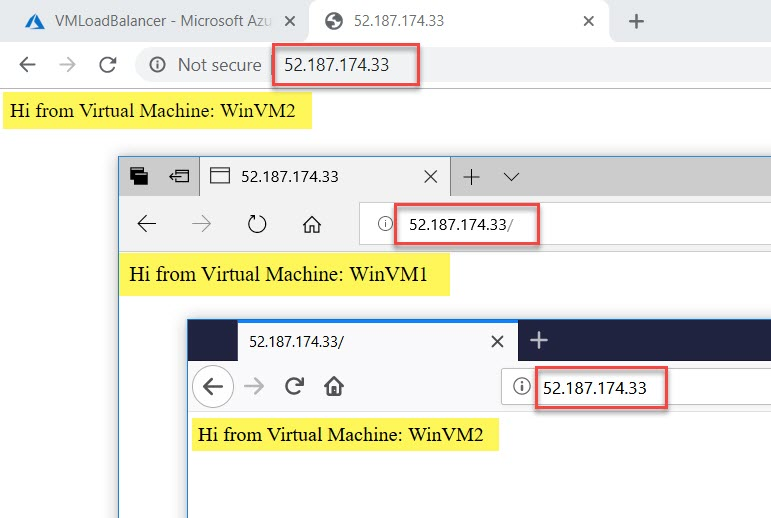 VMLoadBalancer - Microsoft Azu
52.187.174.33
Not secure
52.187.174.33
Hi from Virtual Machine: WinVM2
52.187.174.33
52.187.174.33/
Hi from Virtual Machine: WinVM1
52.187.174.33/
52.187.174.33
Hi from Virtual Machine: WinVM2